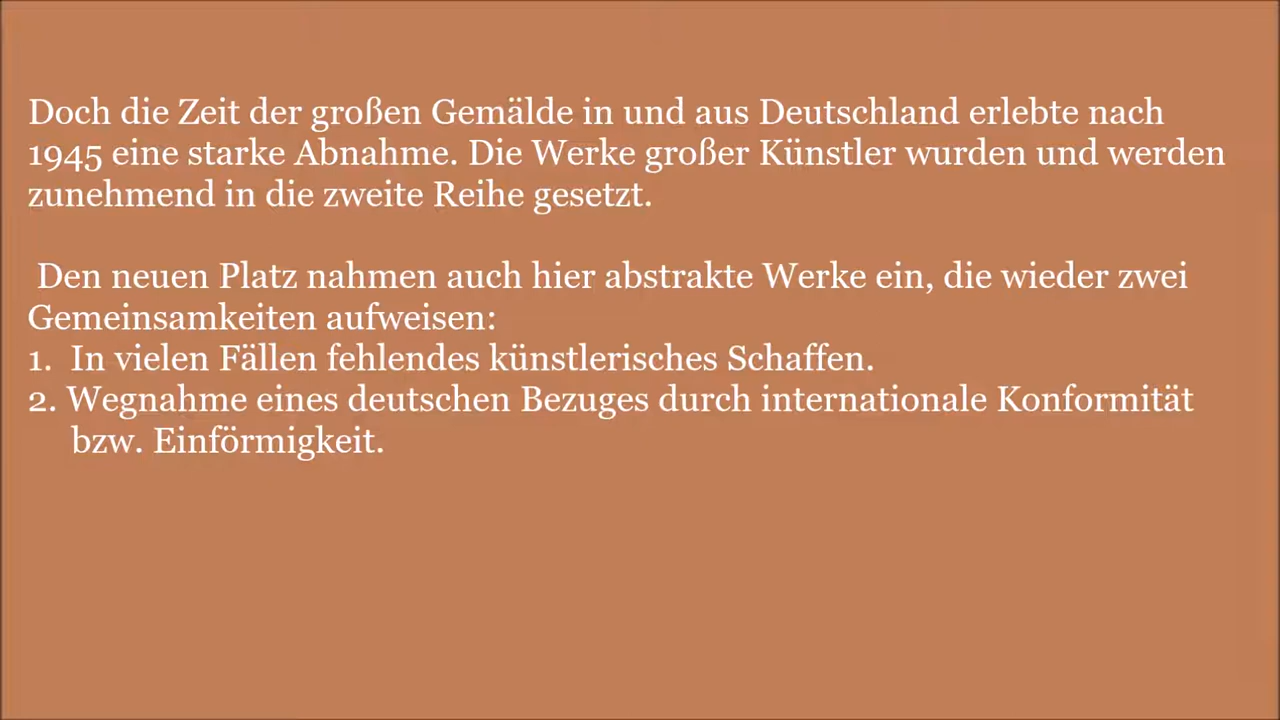 Doch die Zeit der großen Gemälde in und aus Deutschland erlebte nach
1945 eine starke Abnahme. Die Werke großer Künstler wurden und werden
zunehmend in die zweite Reihe gesetzt.
Den neuen Platz nahmen auch hier abstrakte Werke ein, die wieder zwei
Gemeinsamkeiten aufweisen:
1. In vielen Fällen fehlendes künstlerisches Schaffen.
2. Wegnahme eines deutschen Bezuges durch internationale Konformität
bzw. Einförmigkeit.